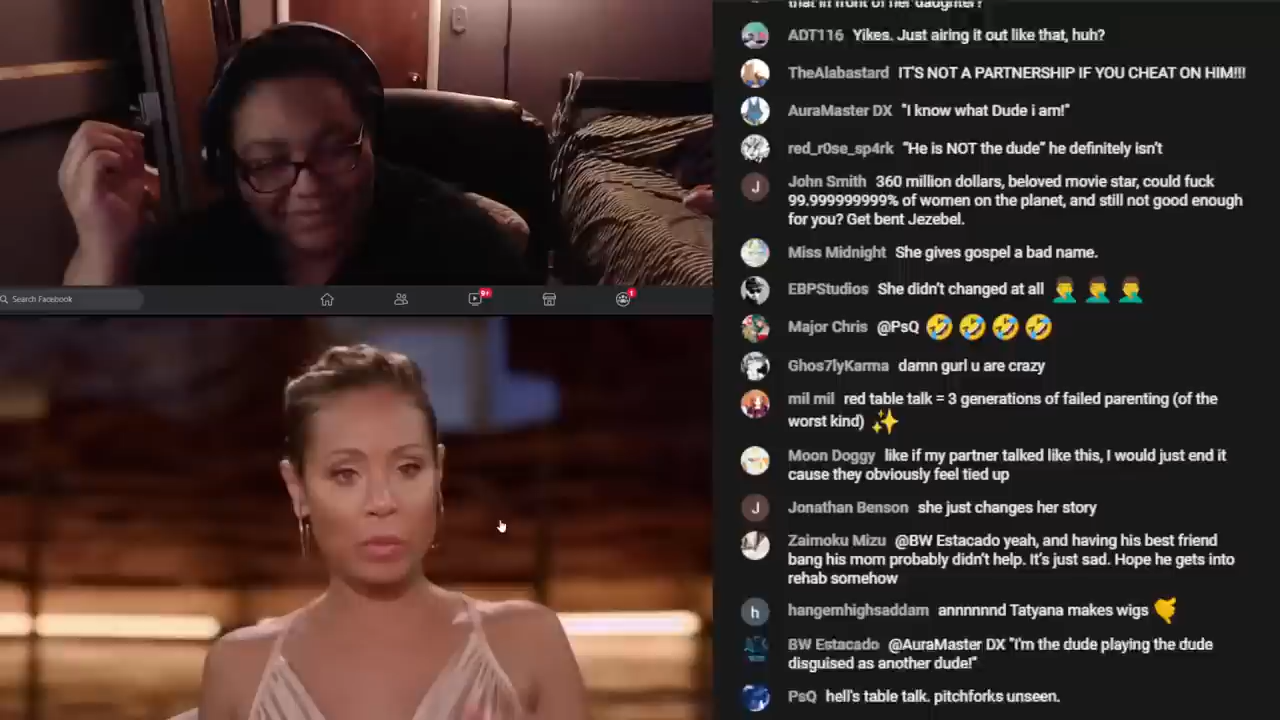 that in front of her daughter?
ADT116 Yikes. Just airing it out like that, huh?
TheAlabastard IT'S NOT A PARTNERSHIP IF YOU CHEAT ON HIM!!!
AuraMaster DX "I know what Dude i am!"
red_r0se_sp4rk "He is NOT the dude" he definitely isn't
J John Smith 360 million dollars, beloved movie star, could fuck
99.999999999% of women on the planet, and still not good enough
for you? Get bent Jezebel.
Miss Midnight She gives gospel a bad name.
EBPStudios She didn't changed at all 🤦‍♂️ 🤦‍♂️ 🤦‍♂️
Major Chris @PsQ 🤣 🤣 🤣 🤣
Ghos7lyKarma damn gurl u are crazy
mil mil red table talk = 3 generations of failed parenting (of the
worst kind) ✨
Moon Doggy like if my partner talked like this, I would just end it
cause they obviously feel tied up
J Jonathan Benson she just changes her story
Zaimoku Mizu @BW Estacado yeah, and having his best friend
bang his mom probably didn't help. It's just sad. Hope he gets into
rehab somehow
h hangemhighsaddam annnnnnd Tatyana makes wigs
BW Estacado @AuraMaster DX "I'm the dude playing the dude
disguised as another dude!"
PsQ hell's table talk. pitchforks unseen.
Search Facebook
9+
1